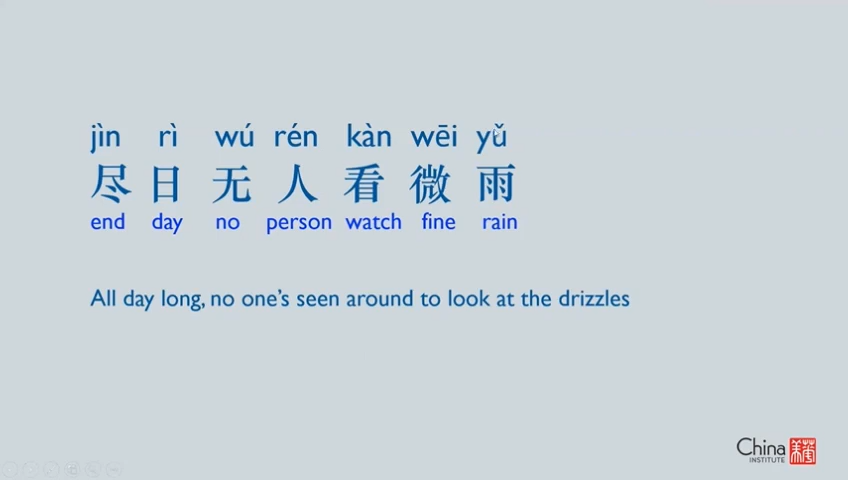 jìn rì wú rén kàn wēi yǔ
尽日无人看微雨
end day no person watch fine rain
All day long, no one's seen around to look at the drizzles
China
INSTITUTE